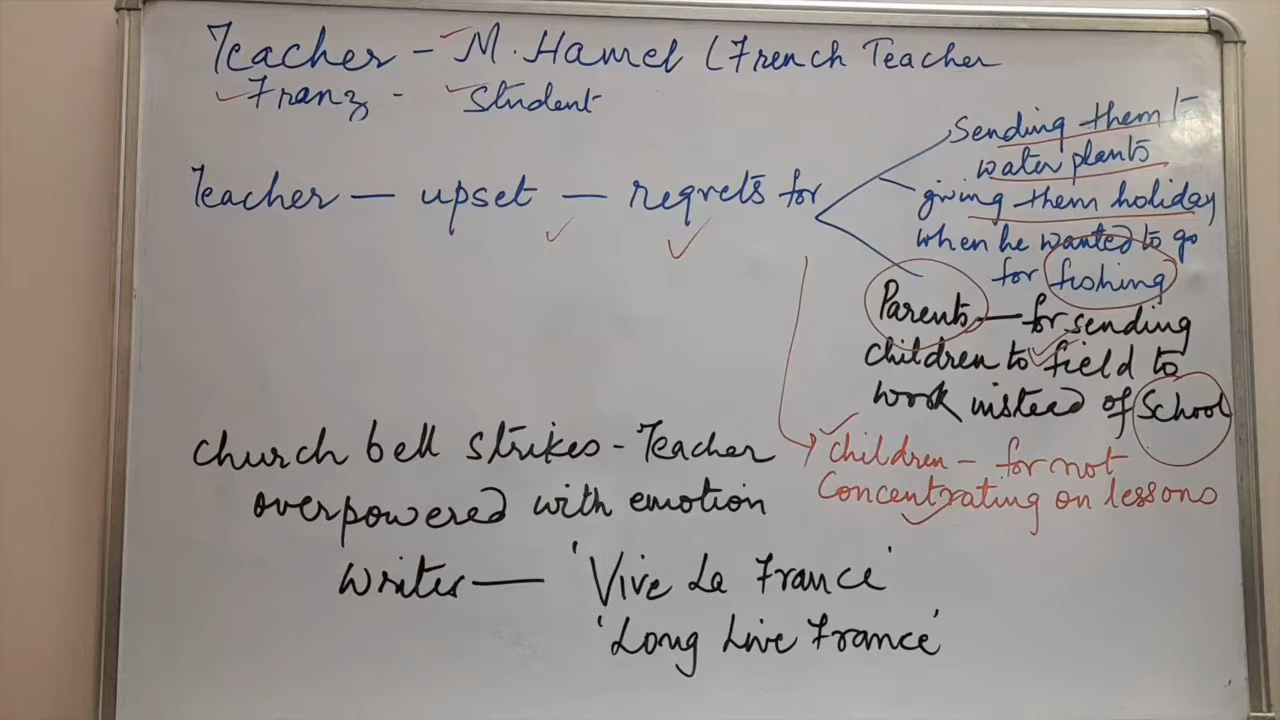 Teacher - M. Hamel (French Teacher
Franz - Student
Sending them to
water plants
Teacher — upset — regrets for
giving them holiday
when he wanted to go
for fishing
Parents — for sending
children to field to
work instead of School
church bell strikes - Teacher
children - for not
Concentrating on lessons
overpowered with emotion
writes — 'Vive La France'
'Long Live France'